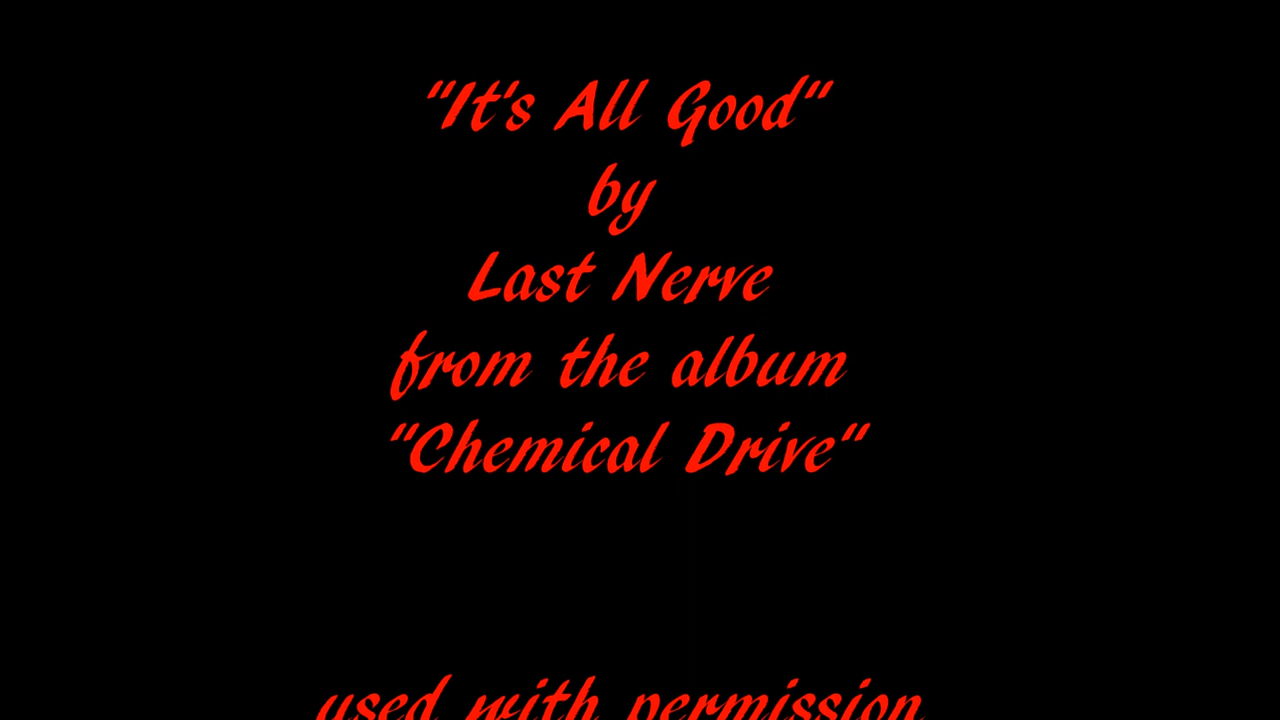 "It's All Good"
by
Last Nerve
from the album
"Chemical Drive"
used with permission